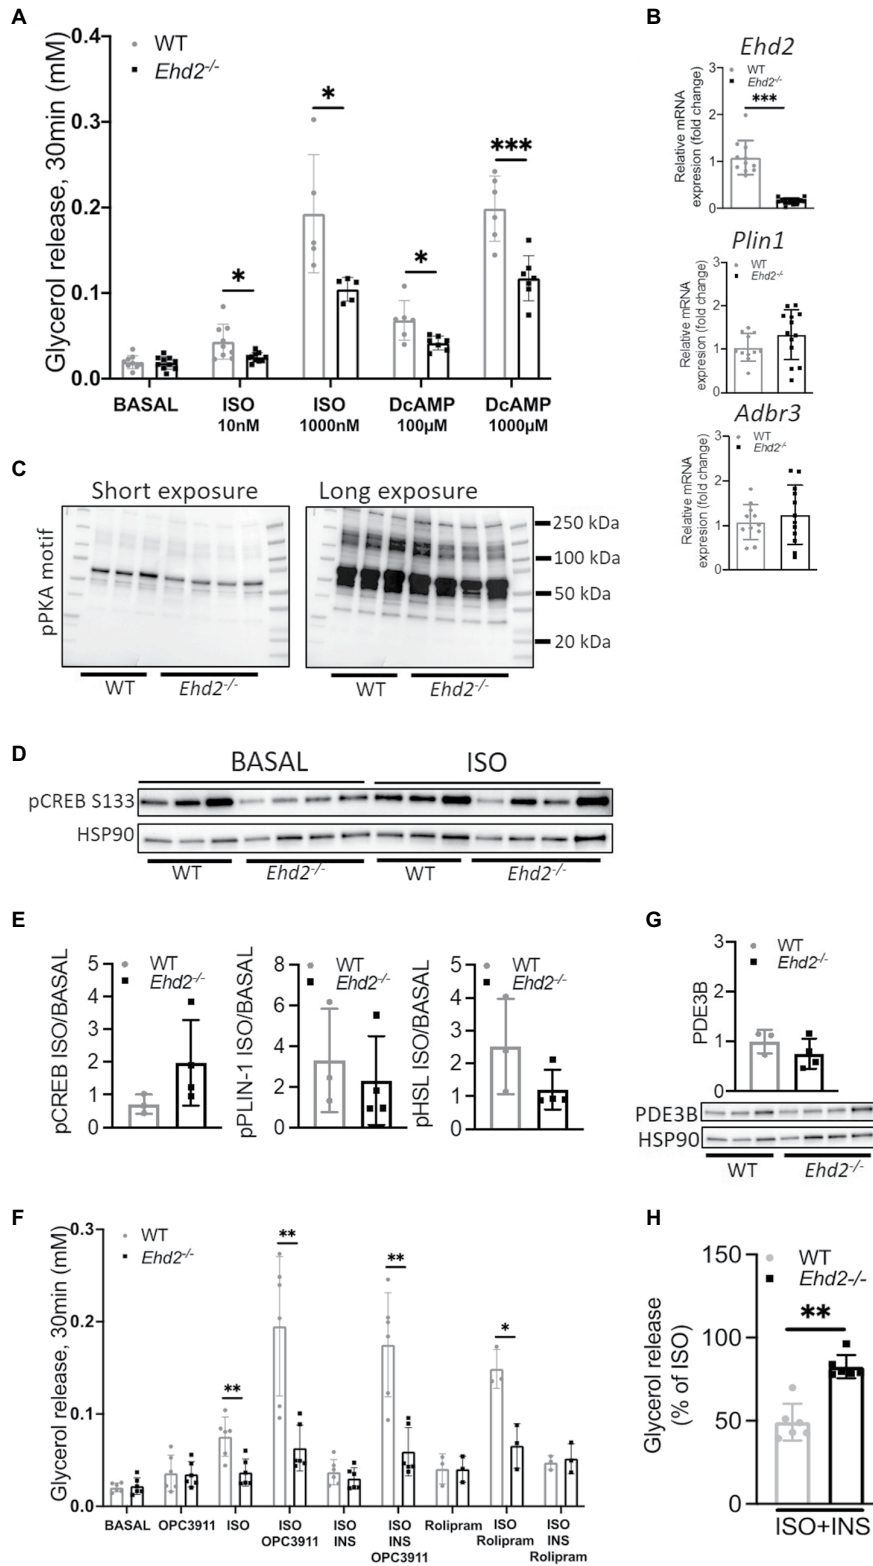 A
Glycerol release, 30min (mM)
0.4
0.3
0.2
0.1
0.0
WT
Ehd2-/-
*
*
*
***
BASAL
ISO 10nM
ISO 1000nM
DcAMP 100µM
DcAMP 1000µM
B
Ehd2
Relative mRNA
expresion (fold change)
3
2
1
0
WT
Ehd2-/-
***
Plin1
Relative mRNA
expresion (fold change)
3
2
1
0
WT
Ehd2-/-
Adbr3
Relative mRNA
expresion (fold change)
3
2
1
0
WT
Ehd2-/-
C
Short exposure
Long exposure
pPKA motif
250 kDa
100 kDa
50 kDa
20 kDa
WT
Ehd2-/-
WT
Ehd2-/-
D
BASAL
ISO
pCREB S133
HSP90
WT
Ehd2-/-
WT
Ehd2-/-
E
pCREB ISO/BASAL
5
4
3
2
1
0
WT
Ehd2-/-
pPLIN-1 ISO/BASAL
8
6
4
2
0
WT
Ehd2-/-
pHSL ISO/BASAL
5
4
3
2
1
0
WT
Ehd2-/-
G
PDE3B
3
2
1
0
WT
Ehd2-/-
PDE3B
HSP90
WT
Ehd2-/-
F
Glycerol release, 30min (mM)
0.3
0.2
0.1
0.0
WT
Ehd2-/-
**
**
**
*
BASAL
OPC3911
ISO
ISO OPC3911
ISO INS
ISO INS OPC3911
Rolipram
ISO Rolipram
ISO INS Rolipram
H
Glycerol release
(% of ISO)
150
100
50
0
WT
Ehd2-/-
**
ISO+INS